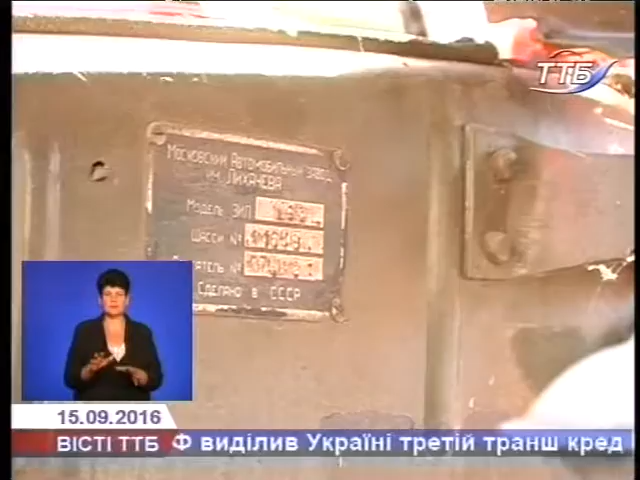 ТТБ
Московский Автомобильный завод
им. Лихачева
Модель ЗИЛ
Шасси №
№
Сделано в СССР
15.09.2016
ВІСТІ ТТБ Ф виділив Україні третій транш кред